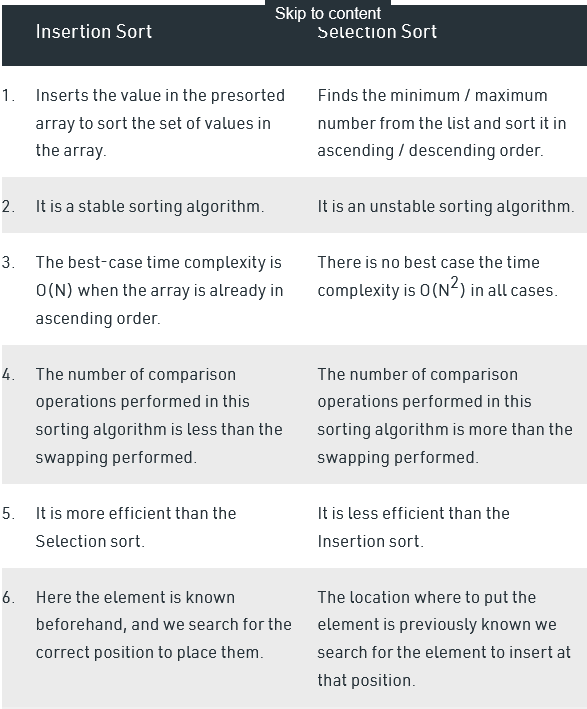 Skip to content
Insertion Sort
Selection Sort
1.
Inserts the value in the presorted
array to sort the set of values in
the array.
Finds the minimum / maximum
number from the list and sort it in
ascending / descending order.
2.
It is a stable sorting algorithm.
It is an unstable sorting algorithm.
3.
The best-case time complexity is
O(N) when the array is already in
ascending order.
There is no best case the time
complexity is O(N²) in all cases.
4.
The number of comparison
operations performed in this
sorting algorithm is less than the
swapping performed.
The number of comparison
operations performed in this
sorting algorithm is more than the
swapping performed.
5.
It is more efficient than the
Selection sort.
It is less efficient than the
Insertion sort.
6.
Here the element is known
beforehand, and we search for the
correct position to place them.
The location where to put the
element is previously known we
search for the element to insert at
that position.